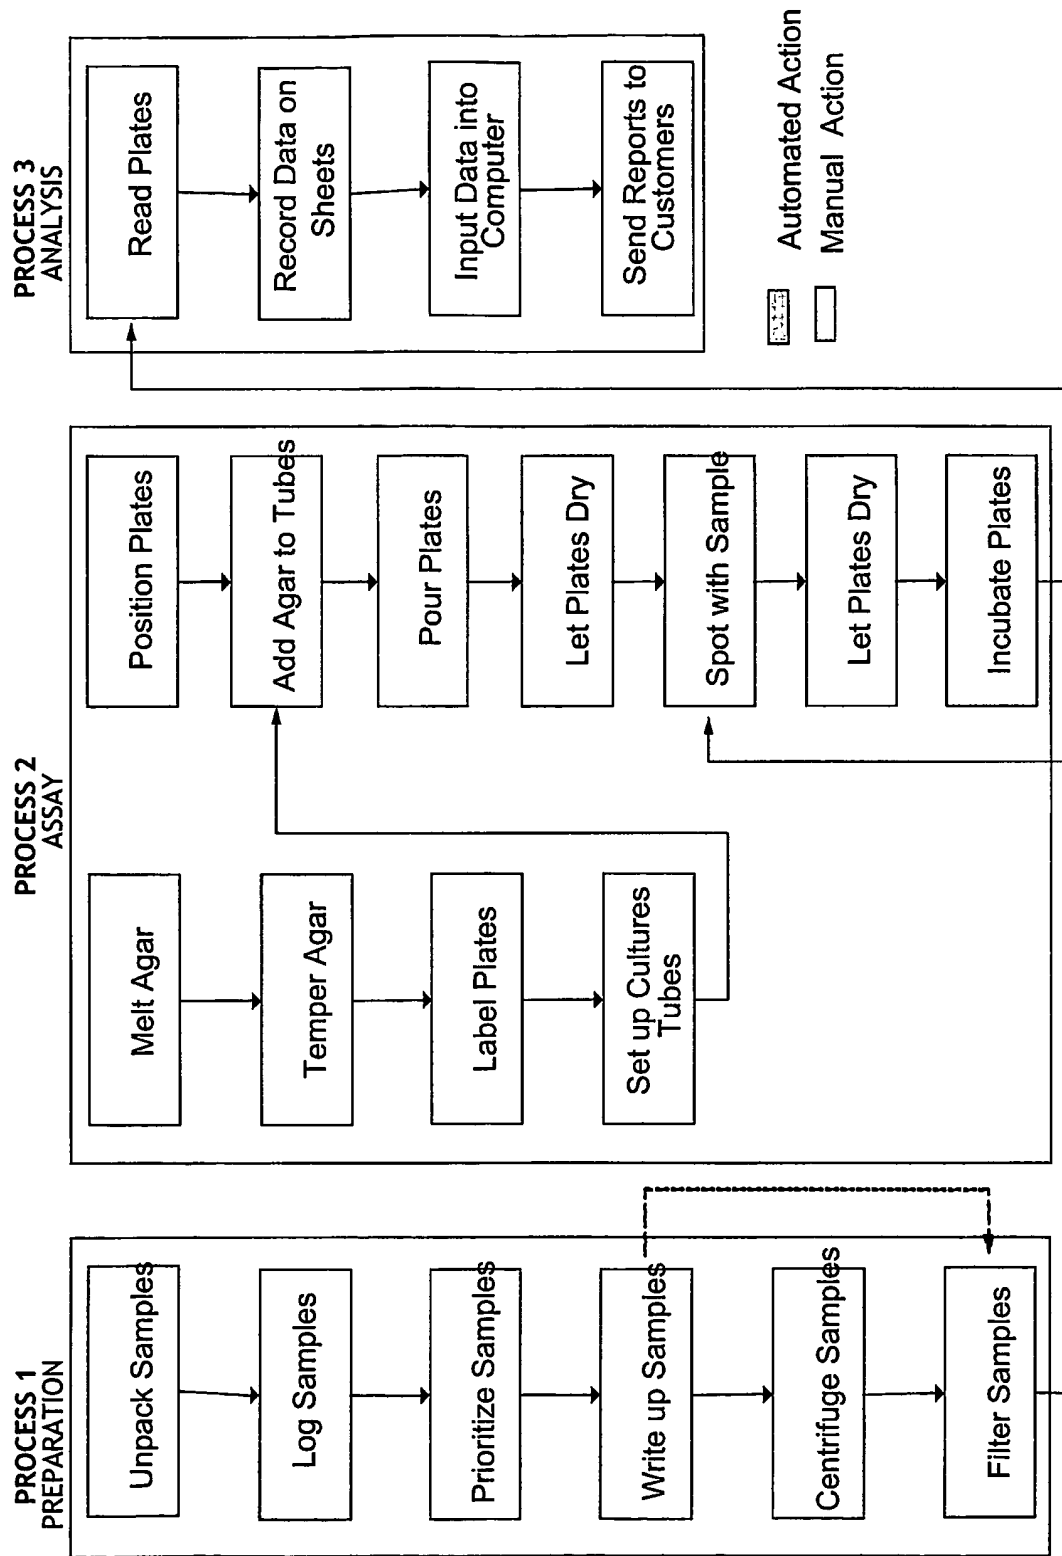 PROCESS 1
PREPARATION
Unpack Samples
Log Samples
Prioritize Samples
Write up Samples
Centrifuge Samples
Filter Samples
PROCESS 2
ASSAY
Melt Agar
Temper Agar
Label Plates
Set up Cultures
Tubes
Position Plates
Add Agar to Tubes
Pour Plates
Let Plates Dry
Spot with Sample
Let Plates Dry
Incubate Plates
PROCESS 3
ANALYSIS
Read Plates
Record Data on
Sheets
Input Data into
Computer
Send Reports to
Customers
Automated Action
Manual Action